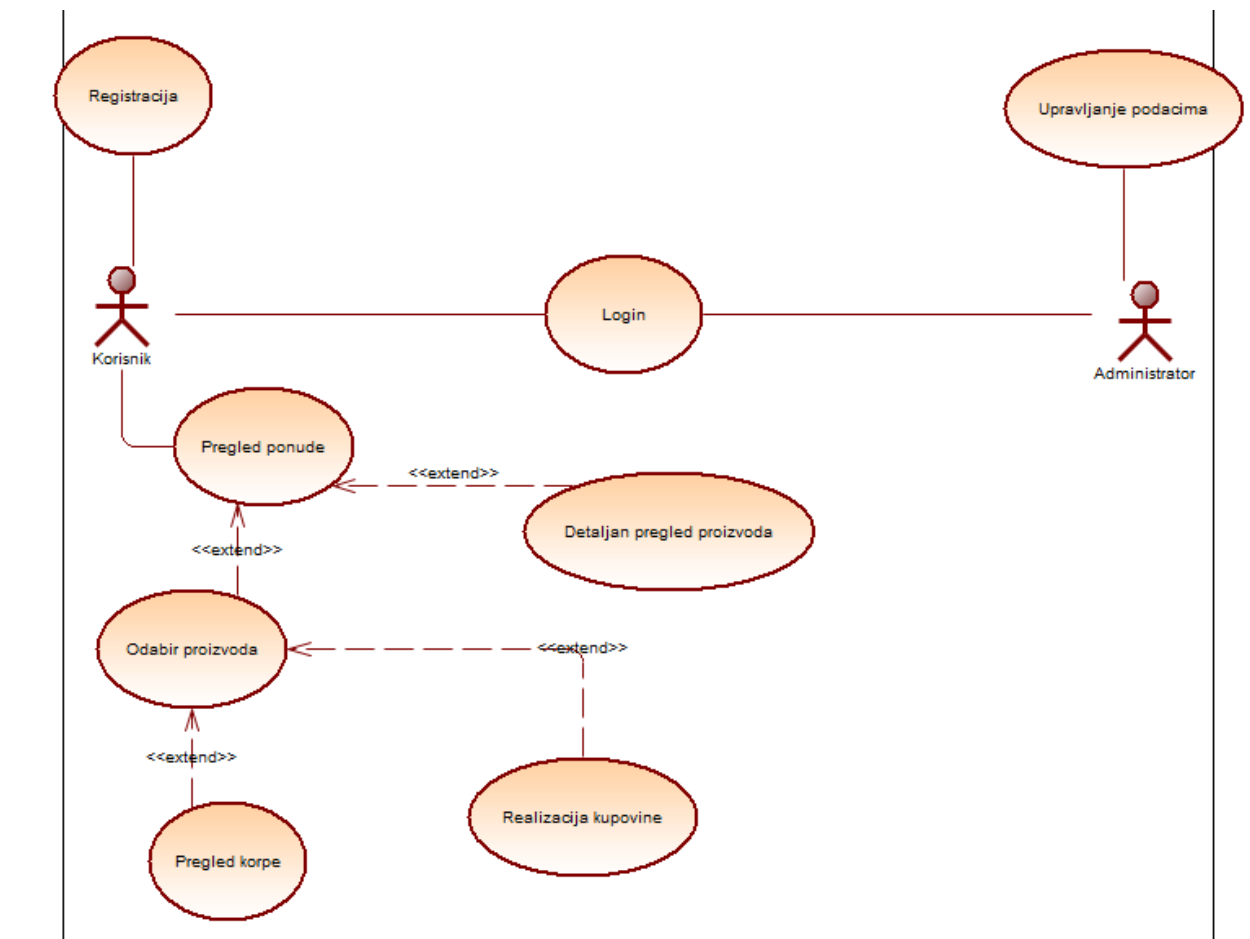 Registracija
Upravljanje podacima
Login
Korisnik
Administrator
Pregled ponude
<<extend>>
Detaljan pregled proizvoda
<<extend>>
Odabir proizvoda
<<extend>>
<<extend>>
Realizacija kupovine
Pregled korpe